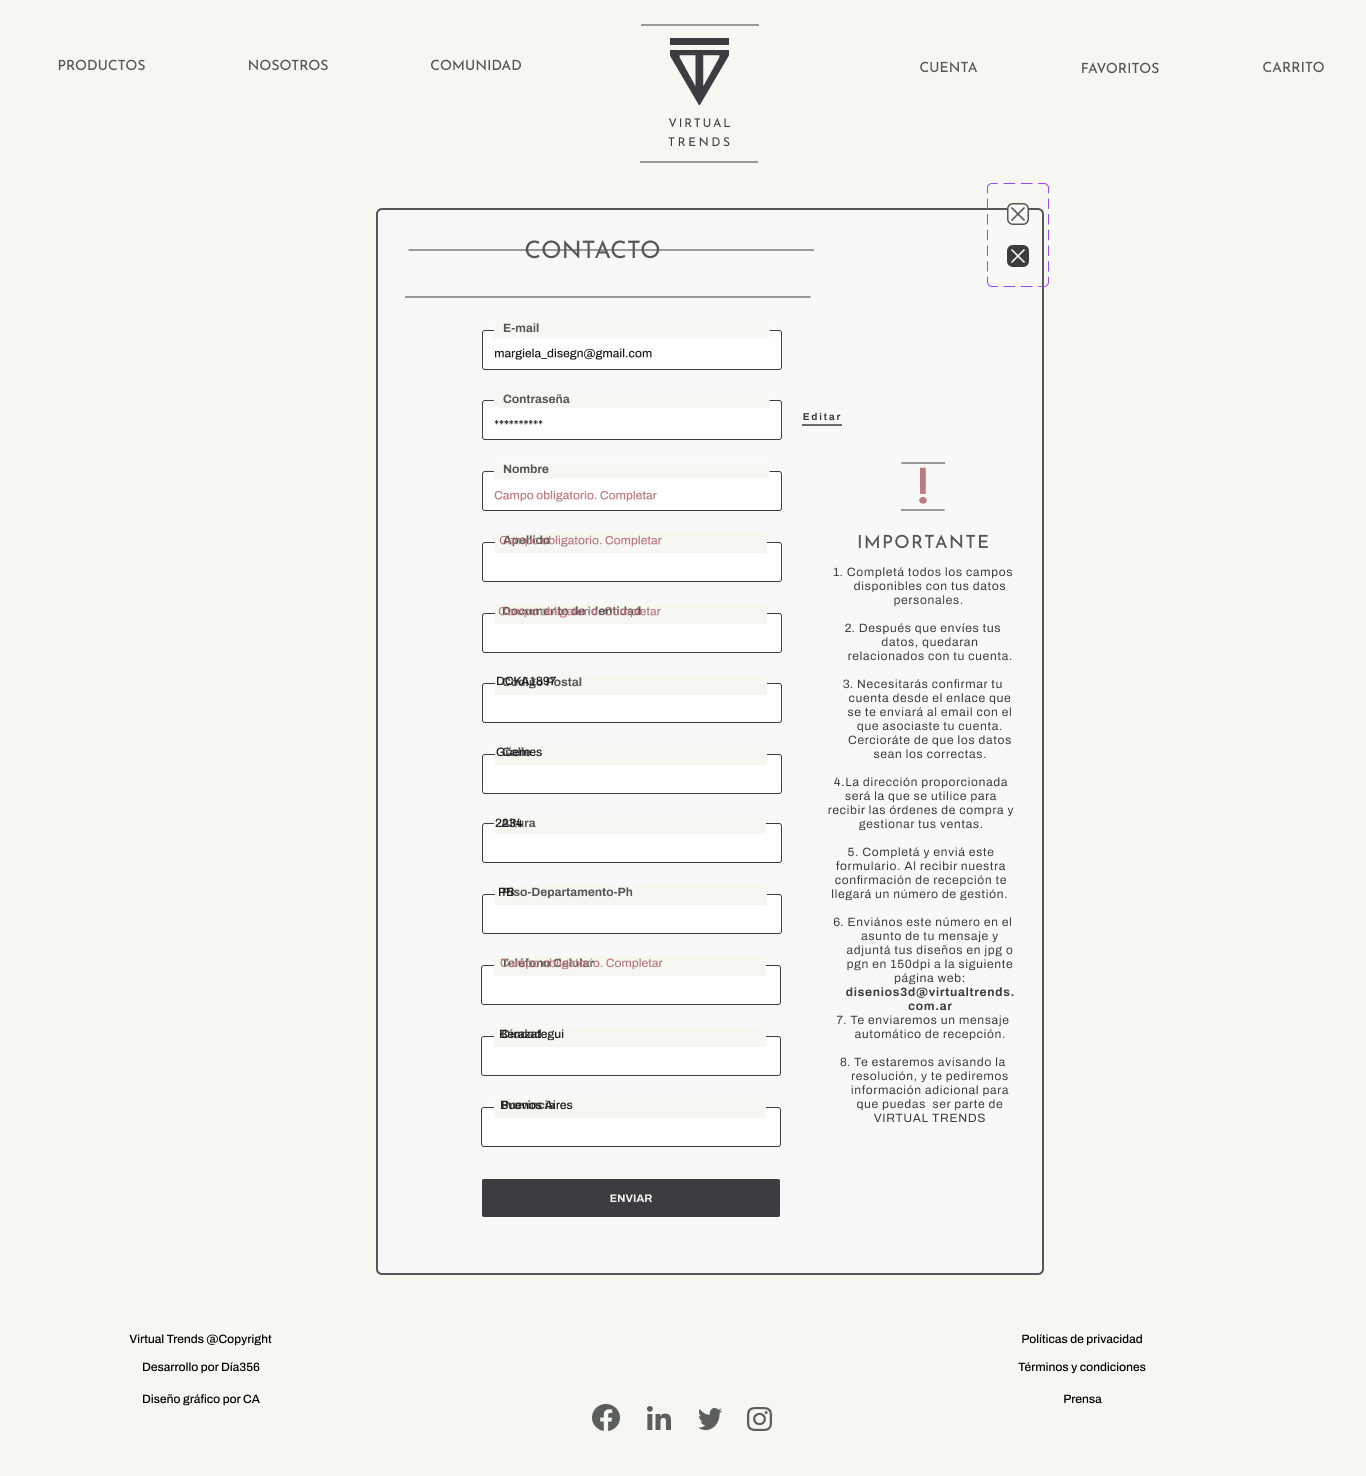 PRODUCTOS
NOSOTROS
COMUNIDAD
VIRTUAL
TRENDS
CUENTA
FAVORITOS
CARRITO
CONTACTO
E-mail
margiela_disegn@gmail.com
Contraseña
**********
Editar
Nombre
Campo obligatorio. Completar
Apellido
Campo obligatorio. Completar
Documento de identidad
Campo obligatorio. Completar
Código Postal
Calle
Güemes
Altura
Piso-Departamento-Ph
PB
Teléfono Celular
Campo obligatorio. Completar
Ciudad
Berazategui
Provincia
Buenos Aires
ENVIAR
!
IMPORTANTE
1. Completá todos los campos
disponibles con tus datos
personales.
2. Después que envíes tus
datos, quedaran
relacionados con tu cuenta.
3. Necesitarás confirmar tu
cuenta desde el enlace que
se te enviará al email con el
que asociaste tu cuenta.
Cercioráte de que los datos
sean los correctas.
4.La dirección proporcionada
será la que se utilice para
recibir las órdenes de compra y
gestionar tus ventas.
5. Completá y enviá este
formulario. Al recibir nuestra
confirmación de recepción te
llegará un número de gestión.
6. Enviános este número en el
asunto de tu mensaje y
adjuntá tus diseños en jpg o
pgn en 150dpi a la siguiente
página web:
disenios3d@virtualtrends.
com.ar
7. Te enviaremos un mensaje
automático de recepción.
8. Te estaremos avisando la
resolución, y te pediremos
información adicional para
que puedas  ser parte de
VIRTUAL TRENDS
Virtual Trends @Copyright
Desarrollo por Día356
Diseño gráfico por CA
Políticas de privacidad
Términos y condiciones
Prensa